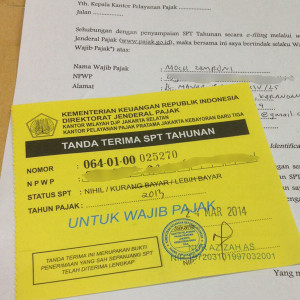 Yth. Kepala Kantor Pelayanan Pajak
Sehubungan dengan penyampaian SPT Tahunan secara e-filing melalui
Jenderal Pajak (www.pajak.go.id), maka bersama ini saya bertindak selaku W
Wajib Pajak*) atas:
Nama Wajib Pajak :
NPWP :
Alamat :
KEMENTERIAN KEUANGAN REPUBLIK INDONESIA
DIREKTORAT JENDERAL PAJAK
KANTOR WILAYAH DJP JAKARTA SELATAN
KANTOR PELAYANAN PAJAK PRATAMA JAKARTA KEBAYORAN BARU TIGA
TANDA TERIMA SPT TAHUNAN
NOMOR : 064-01-00 025270
N P W P :
STATUS SPT : NIHIL / KURANG BAYAR / LEBIH BAYAR
TAHUN PAJAK : 2013
UNTUK WAJIB PAJAK
MAR 2014
TANDA TERIMA INI MERUPAKAN BUKTI
PENERIMAAN YANG SAH SEPANJANG SPT
TELAH DITERIMA LENGKAP
AZIZAH AS